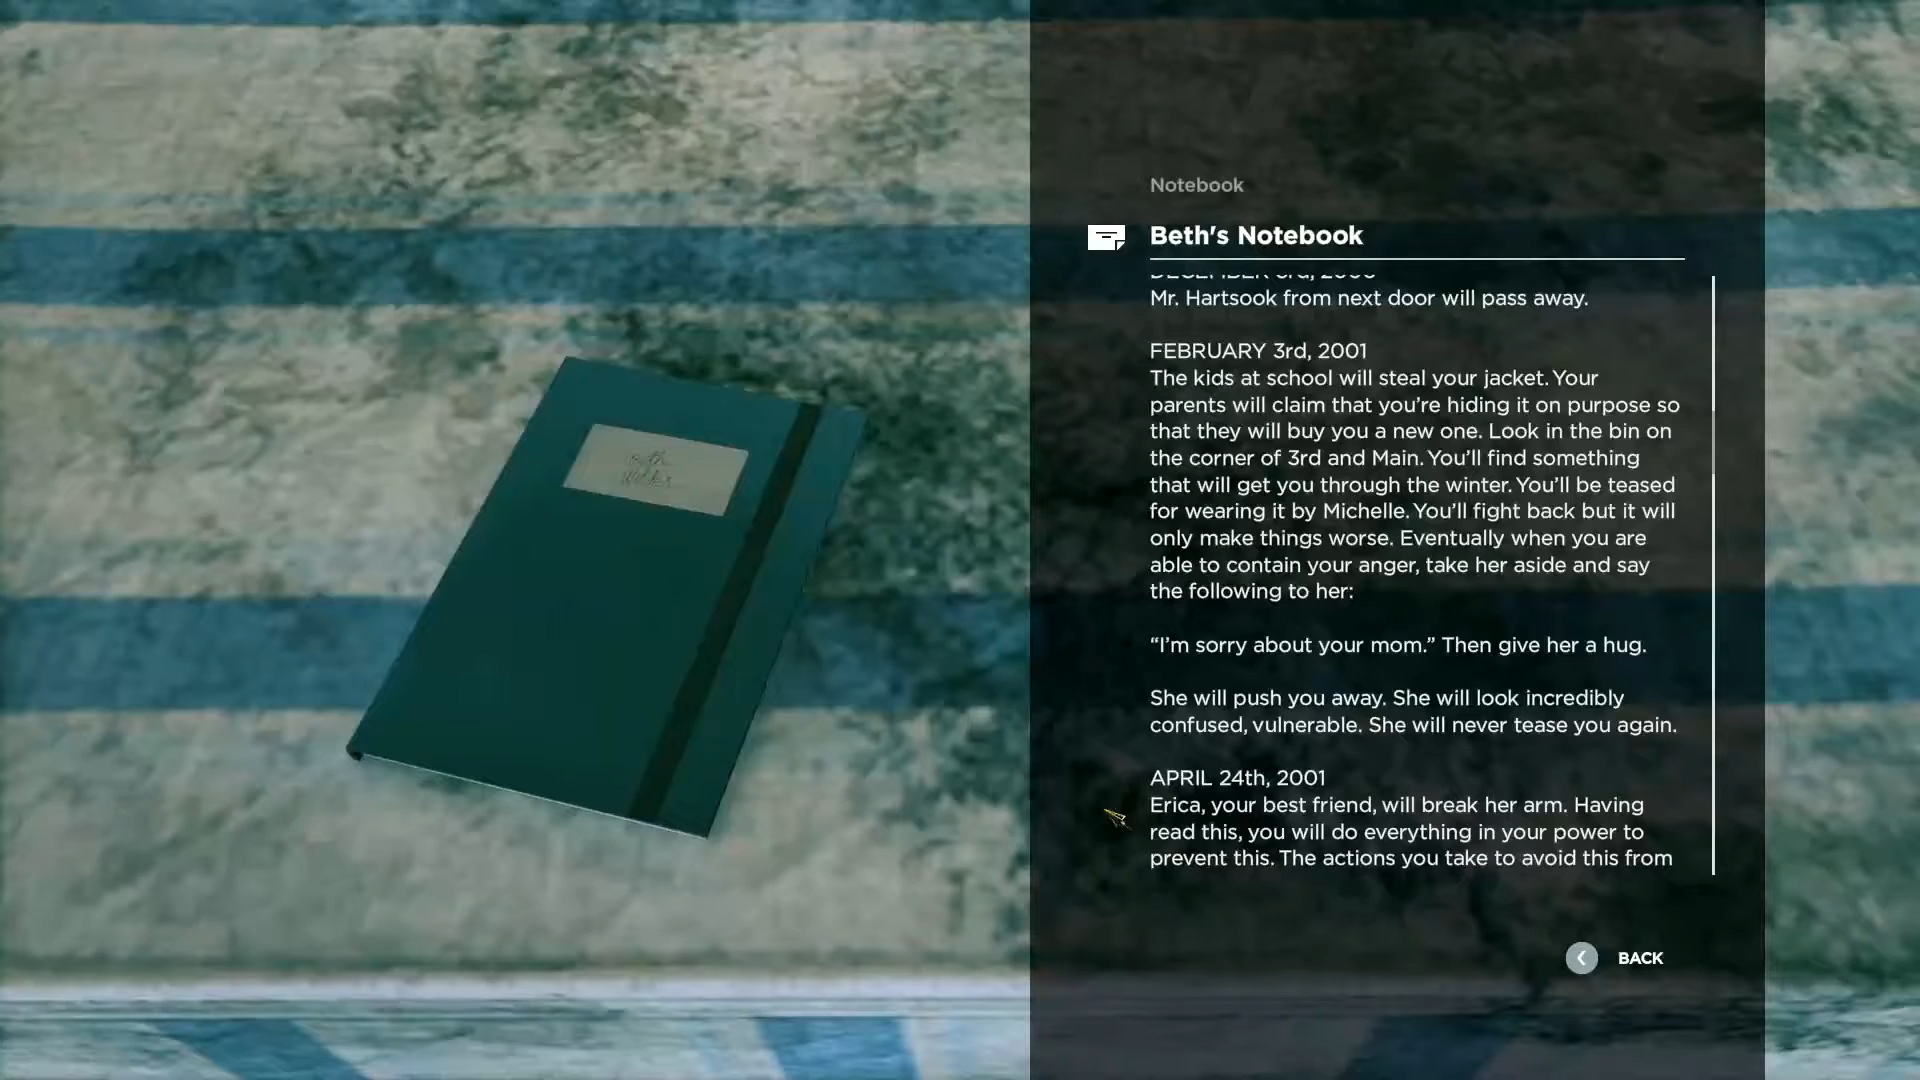 Notebook
Beth's Notebook
Mr. Hartsook from next door will pass away.
FEBRUARY 3rd, 2001
The kids at school will steal your jacket. Your
parents will claim that you’re hiding it on purpose so
that they will buy you a new one. Look in the bin on
the corner of 3rd and Main. You’ll find something
that will get you through the winter. You’ll be teased
for wearing it by Michelle. You’ll fight back but it will
only make things worse. Eventually when you are
able to contain your anger, take her aside and say
the following to her:
“I’m sorry about your mom.” Then give her a hug.
She will push you away. She will look incredibly
confused, vulnerable. She will never tease you again.
APRIL 24th, 2001
Erica, your best friend, will break her arm. Having
read this, you will do everything in your power to
prevent this. The actions you take to avoid this from
BACK